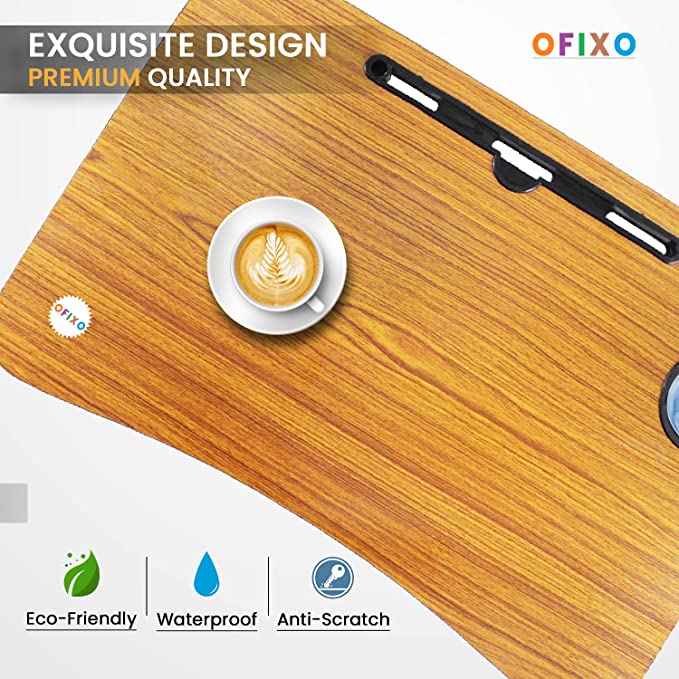 EXQUISITE DESIGN
PREMIUM QUALITY
OFIXO
OFIXO
Eco-Friendly
Waterproof
Anti-Scratch